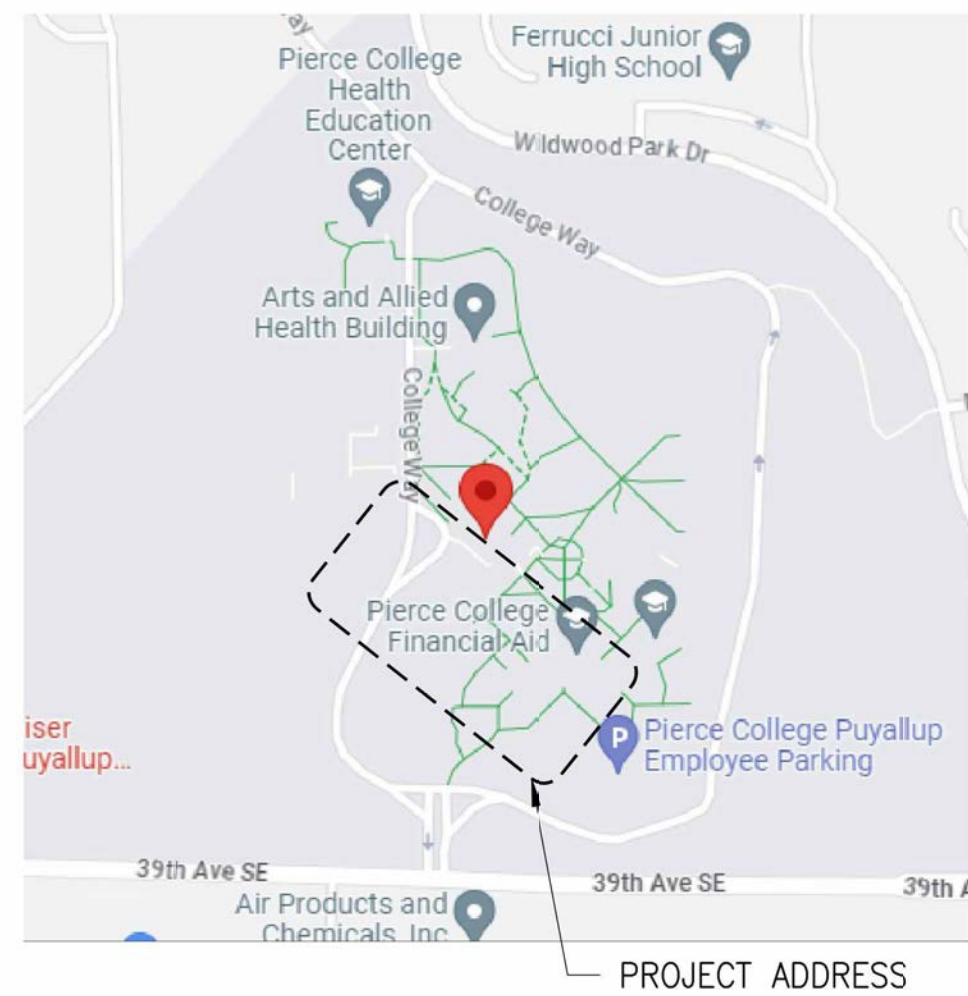 ay
Ferrucci Junior
High School
Pierce College
Health
Education
Center
Wildwood Park Dr
College Way
Arts and Allied
Health Building
College Way
Pierce College
Financial Aid
iser
uyallup...
P
Pierce College Puyallup
Employee Parking
39th Ave SE
39th Ave SE
39th A
Air Products and
Chemicals, Inc
PROJECT ADDRESS